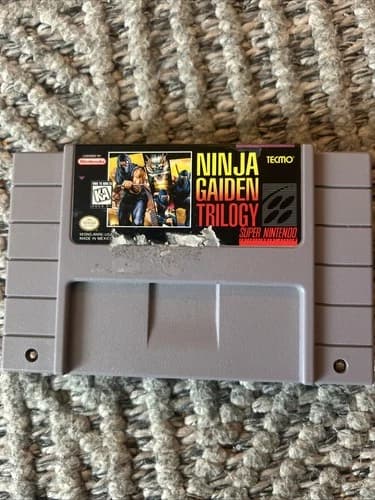 LICENSED BY
Nintendo
K-A
NINJA
GAIDEN
TRILOGY
TECMO
SUPER NINTENDO
MADE IN MEXICO